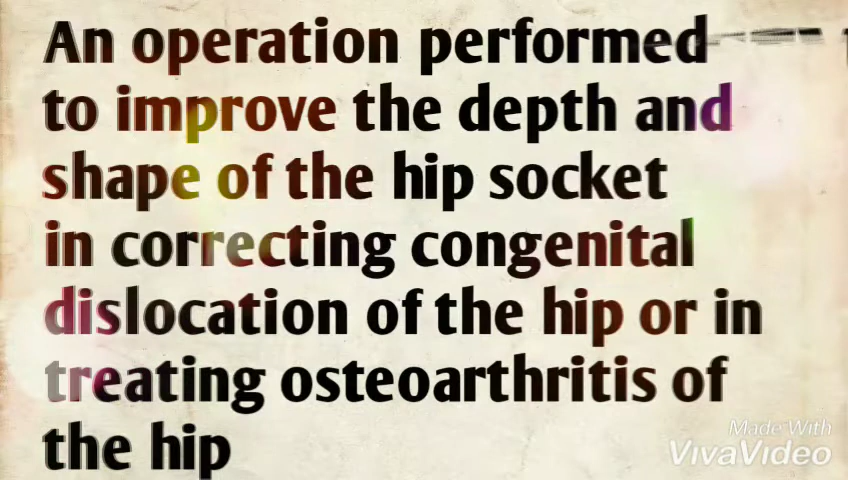 An operation performed
to improve the depth and
shape of the hip socket
in correcting congenital
dislocation of the hip or in
treating osteoarthritis of
the hip
Made With
VivaVideo